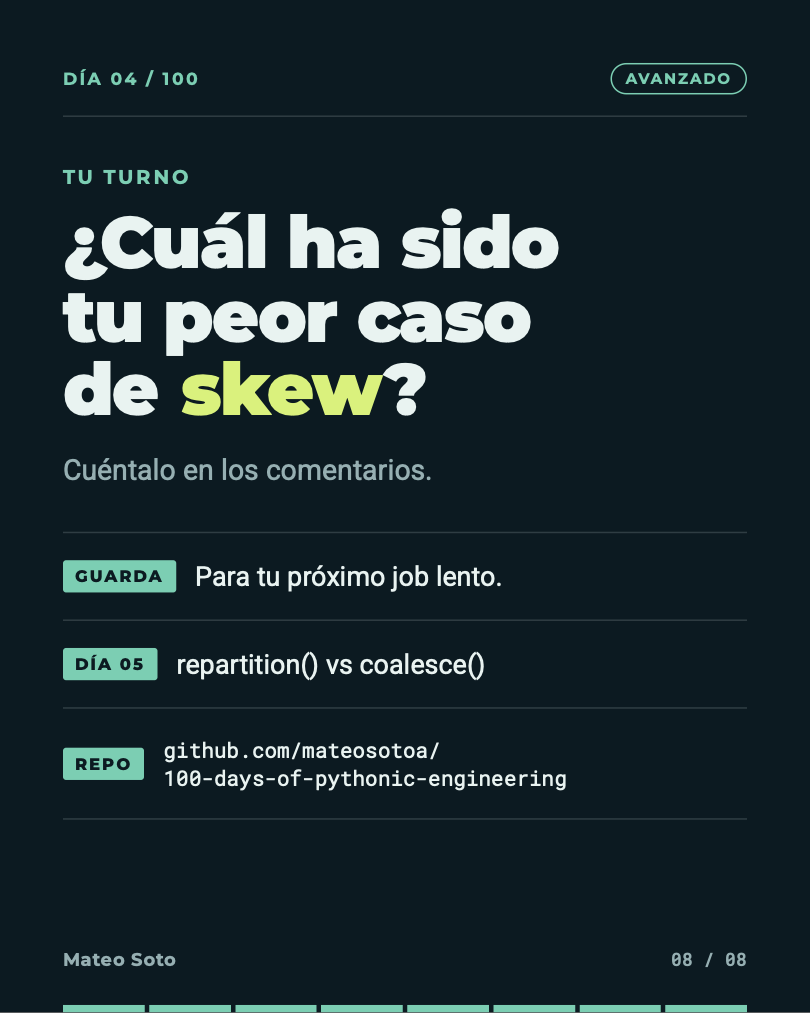 DÍA 04 / 100
AVANZADO
TU TURNO
¿Cuál ha sido
tu peor caso
de skew?
Cuéntalo en los comentarios.
GUARDA
Para tu próximo job lento.
DÍA 05
repartition() vs coalesce()
REPO
github.com/mateosotoa/
100-days-of-pythonic-engineering
Mateo Soto
08 / 08